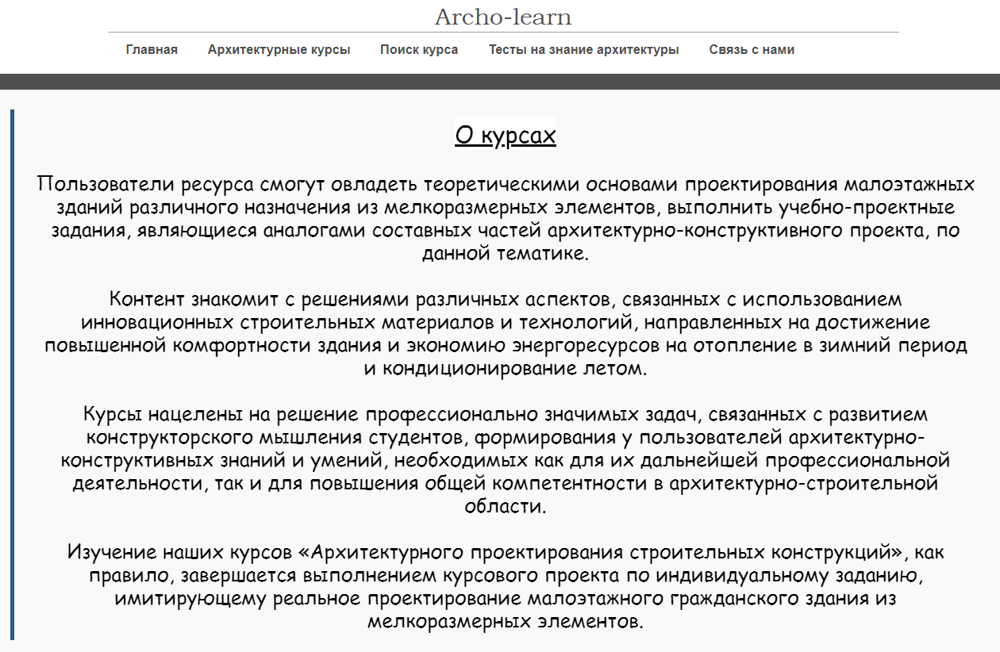 Archo-learn
Главная Архитектурные курсы Поиск курса Тесты на знание архитектуры Связь с нами
О курсах
Пользователи ресурса смогут овладеть теоретическими основами проектирования малоэтажных
зданий различного назначения из мелкоразмерных элементов, выполнить учебно-проектные
задания, являющиеся аналогами составных частей архитектурно-конструктивного проекта, по
данной тематике.
Контент знакомит с решениями различных аспектов, связанных с использованием
инновационных строительных материалов и технологий, направленных на достижение
повышенной комфортности здания и экономию энергоресурсов на отопление в зимний период
и кондиционирование летом.
Курсы нацелены на решение профессионально значимых задач, связанных с развитием
конструкторского мышления студентов, формирования у пользователей архитектурно-
конструктивных знаний и умений, необходимых как для их дальнейшей профессиональной
деятельности, так и для повышения общей компетентности в архитектурно-строительной
области.
Изучение наших курсов «Архитектурного проектирования строительных конструкций», как
правило, завершается выполнением курсового проекта по индивидуальному заданию,
имитирующему реальное проектирование малоэтажного гражданского здания из
мелкоразмерных элементов.